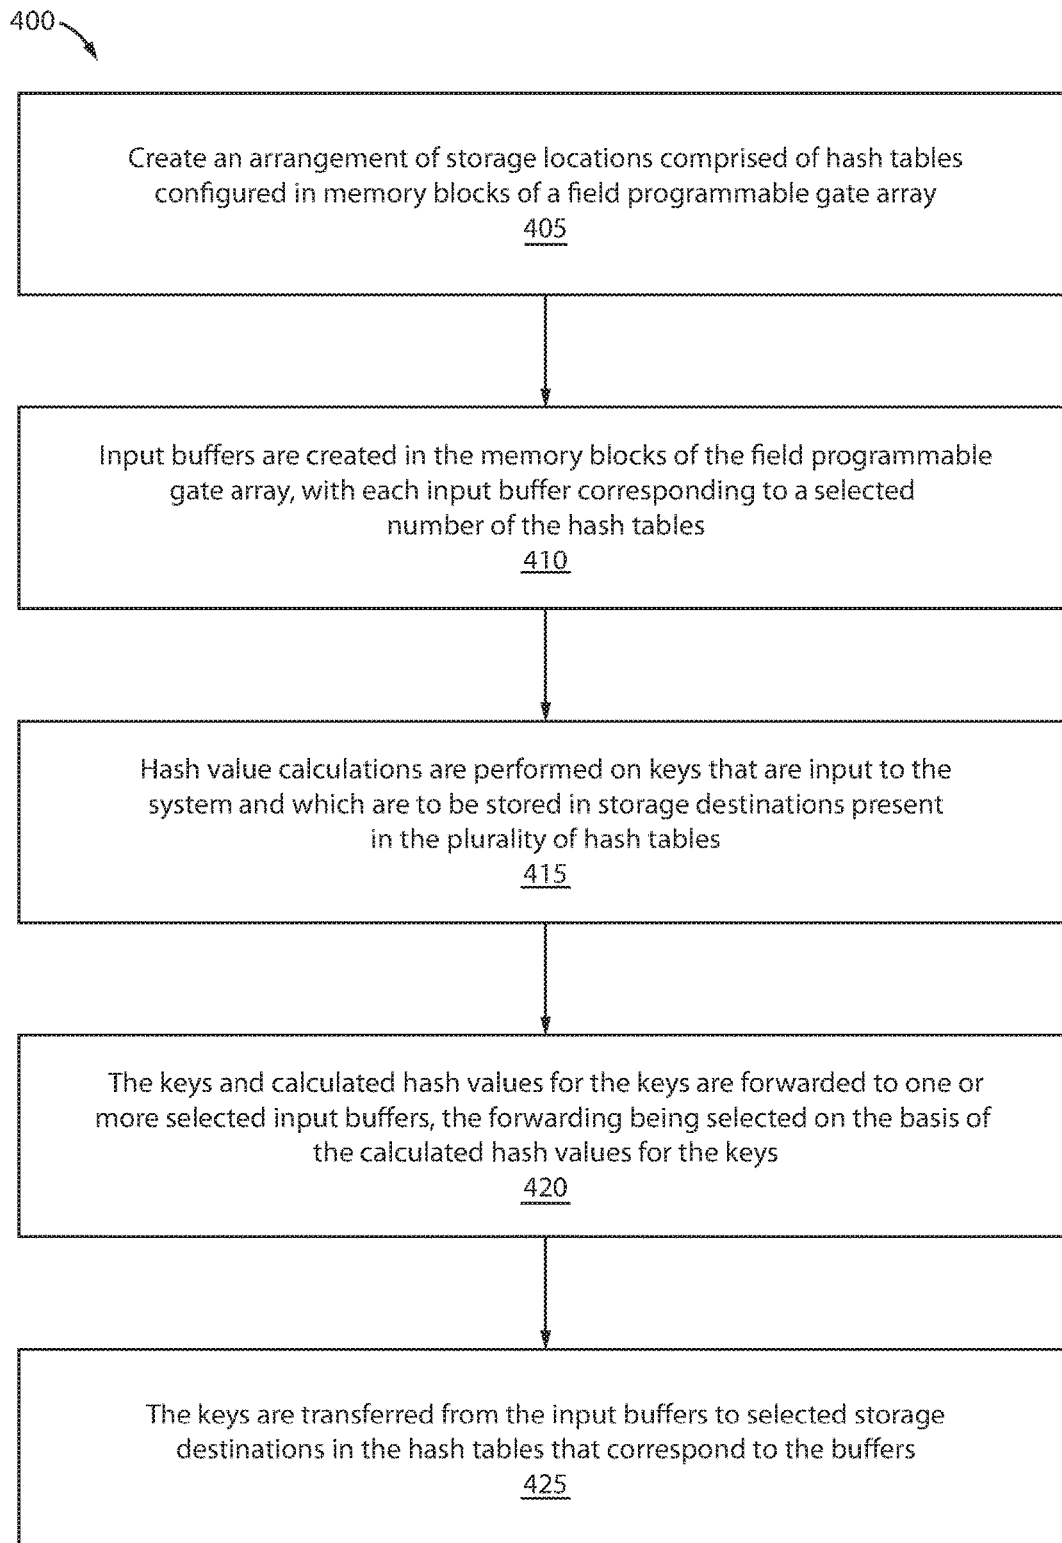 400
Create an arrangement of storage locations comprised of hash tables
configured in memory blocks of a field programmable gate array
405
Input buffers are created in the memory blocks of the field programmable
gate array, with each input buffer corresponding to a selected
number of the hash tables
410
Hash value calculations are performed on keys that are input to the
system and which are to be stored in storage destinations present
in the plurality of hash tables
415
The keys and calculated hash values for the keys are forwarded to one or
more selected input buffers, the forwarding being selected on the basis of
the calculated hash values for the keys
420
The keys are transferred from the input buffers to selected storage
destinations in the hash tables that correspond to the buffers
425